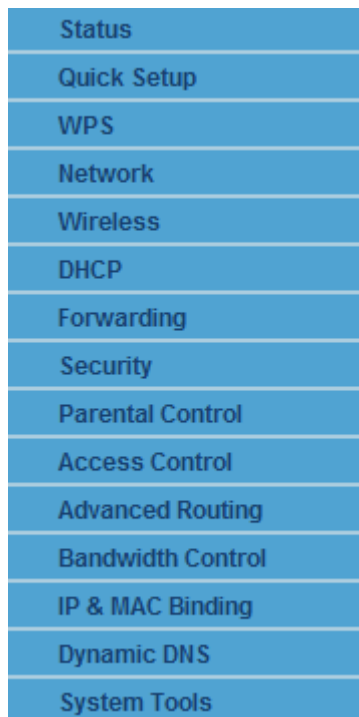 Status
Quick Setup
WPS
Network
Wireless
DHCP
Forwarding
Security
Parental Control
Access Control
Advanced Routing
Bandwidth Control
IP & MAC Binding
Dynamic DNS
System Tools